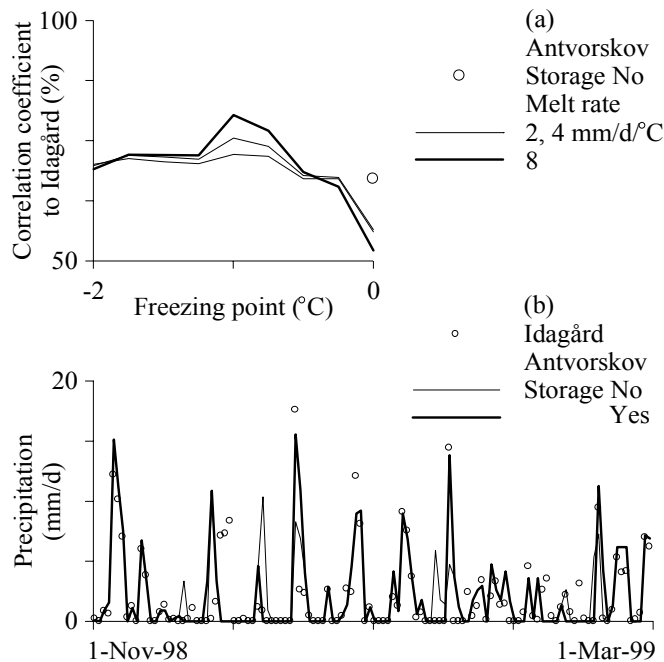 100
(a)
Antvorskov
Storage No
Melt rate
2, 4 mm/d/°C
8
Correlation coefficient
to Idagård (%)
50
-2
0
Freezing point (°C)
(b)
Idagård
Antvorskov
Storage No
Yes
20
Precipitation
(mm/d)
0
1-Nov-98
1-Mar-99